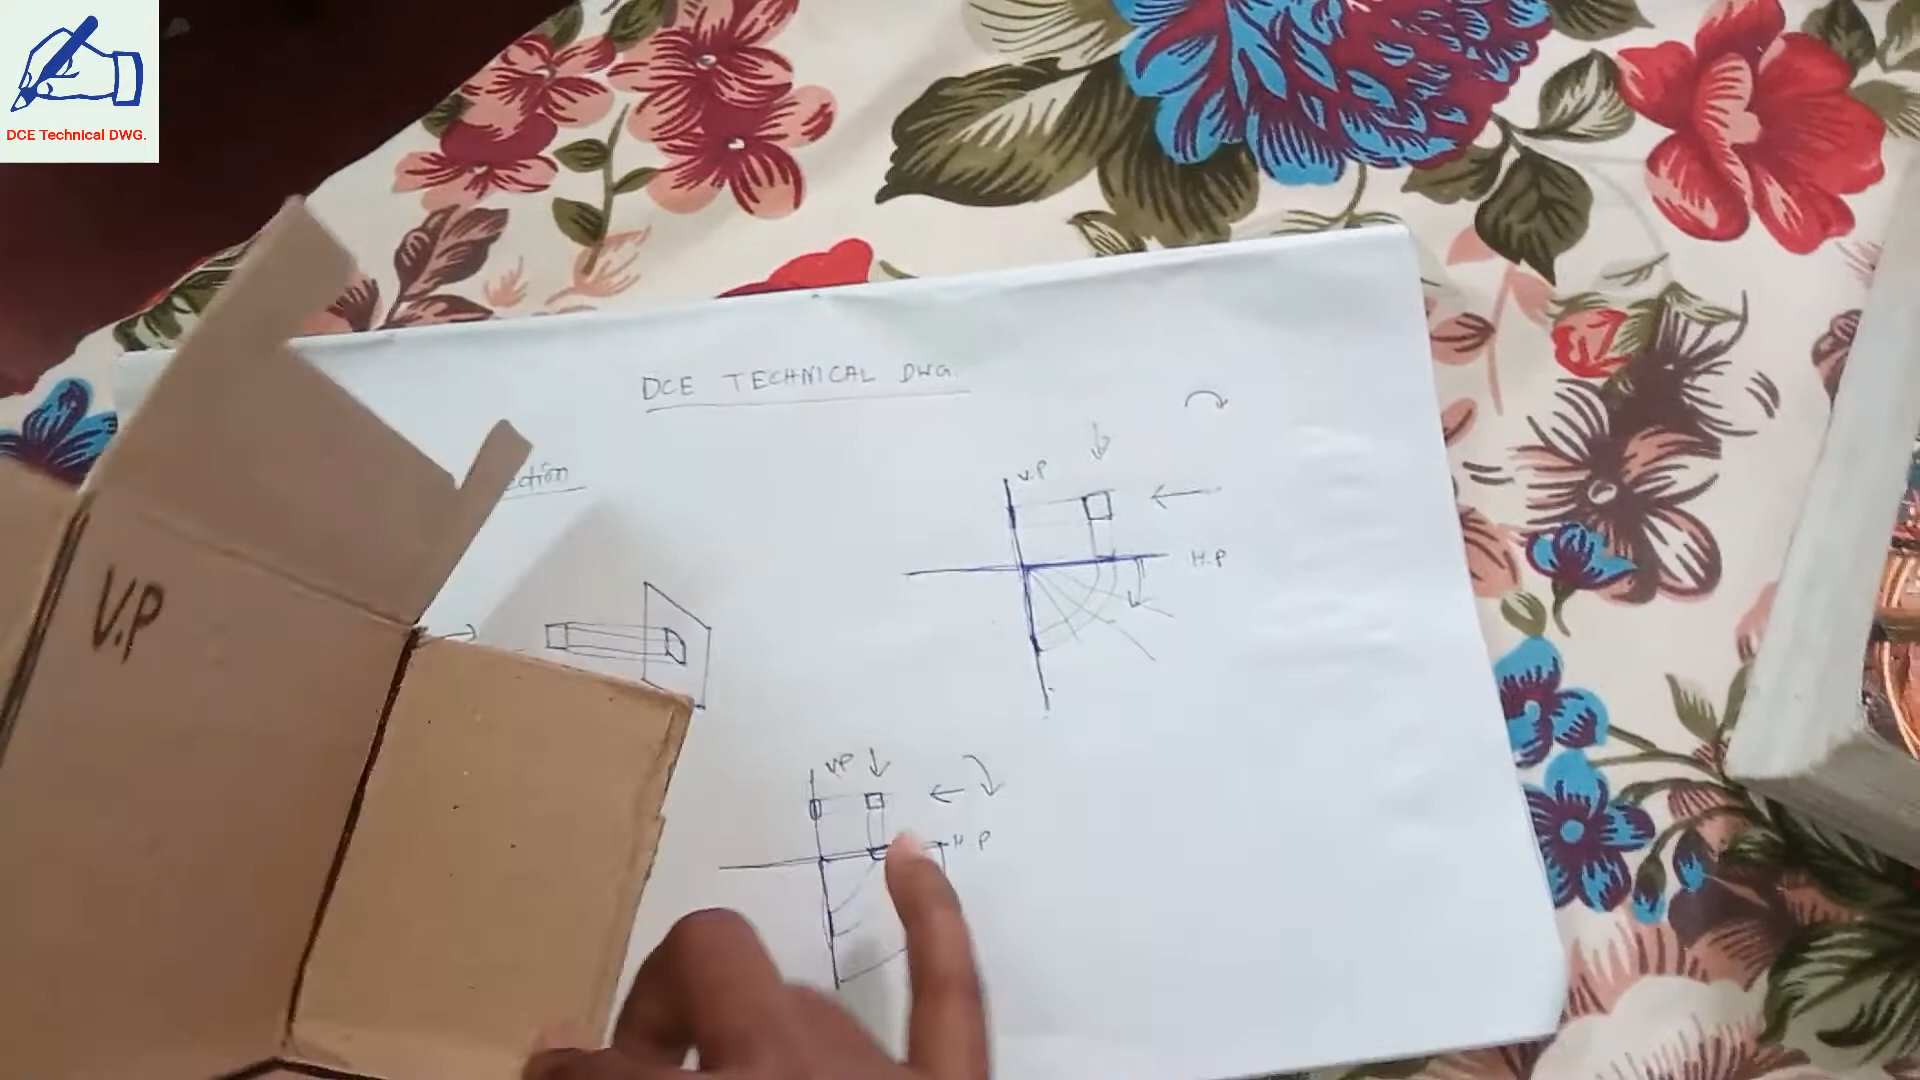 DCE Technical DWG.
DCE TECHNICAL DWG.
ection
V.P
H.P
V.P
V.P
H.P